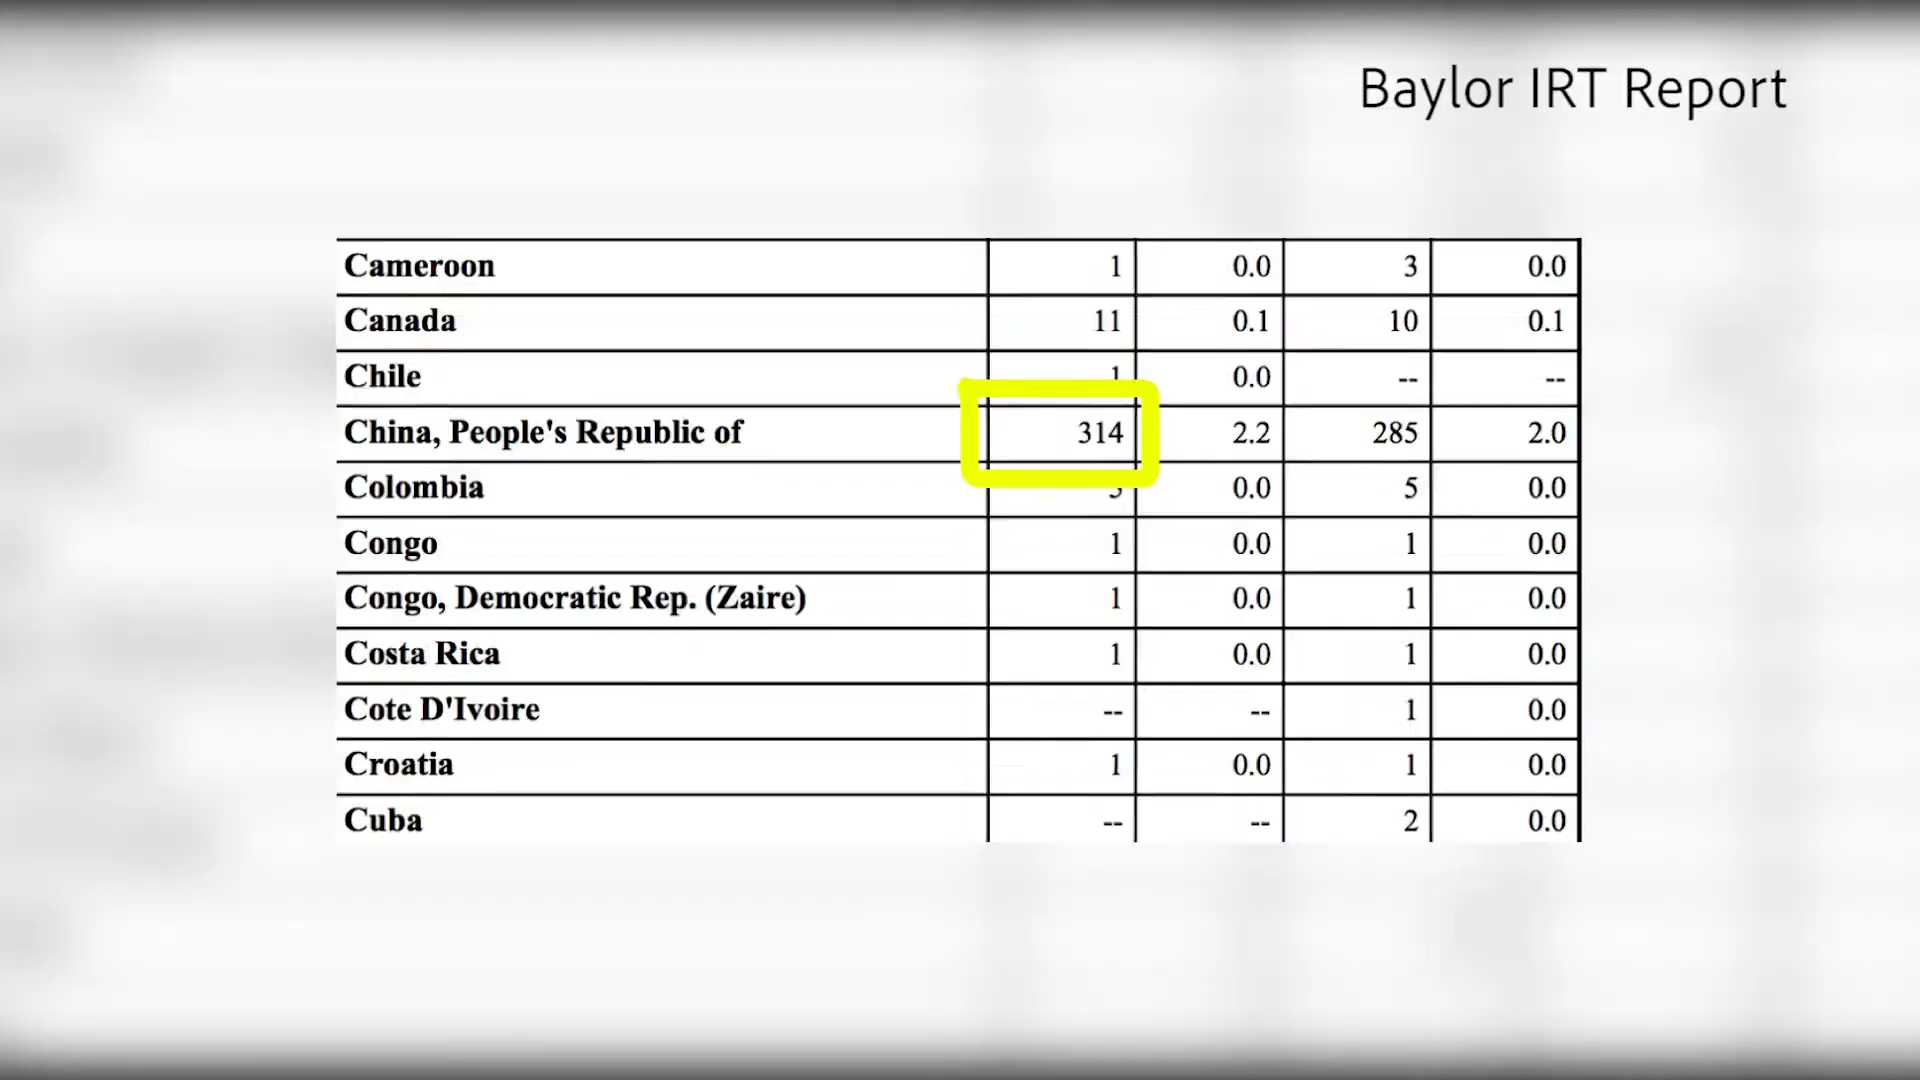 Baylor IRT Report
Cameroon 1 0.0 3 0.0
Canada 11 0.1 10 0.1
Chile 1 0.0 -- --
China, People's Republic of 314 2.2 285 2.0
Colombia 0.0 5 0.0
Congo 1 0.0 1 0.0
Congo, Democratic Rep. (Zaire) 1 0.0 1 0.0
Costa Rica 1 0.0 1 0.0
Cote D'Ivoire -- -- 1 0.0
Croatia 1 0.0 1 0.0
Cuba -- -- 2 0.0